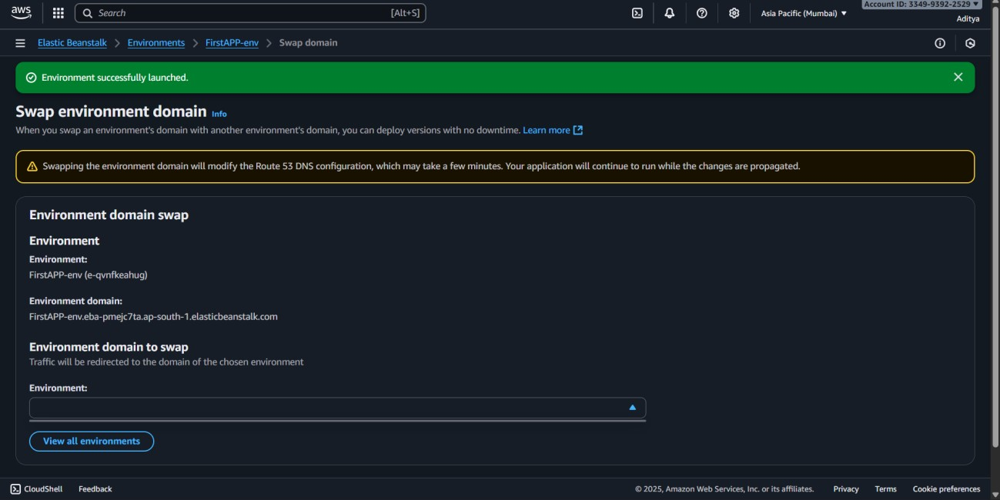 aws
Search [Alt+S]
Asia Pacific (Mumbai)
Account ID: 3349-9392-2529
Aditya
Elastic Beanstalk > Environments > FirstAPP-env > Swap domain
Environment successfully launched.
Swap environment domain Info
When you swap an environment's domain with another environment's domain, you can deploy versions with no downtime. Learn more
Swapping the environment domain will modify the Route 53 DNS configuration, which may take a few minutes. Your application will continue to run while the changes are propagated.
Environment domain swap
Environment
Environment:
FirstAPP-env (e-qvnfkeahug)
Environment domain:
FirstAPP-env.eba-pmejc7ta.ap-south-1.elasticbeanstalk.com
Environment domain to swap
Traffic will be redirected to the domain of the chosen environment
Environment:
View all environments
CloudShell Feedback © 2025, Amazon Web Services, Inc. or its affiliates. Privacy Terms Cookie preferences